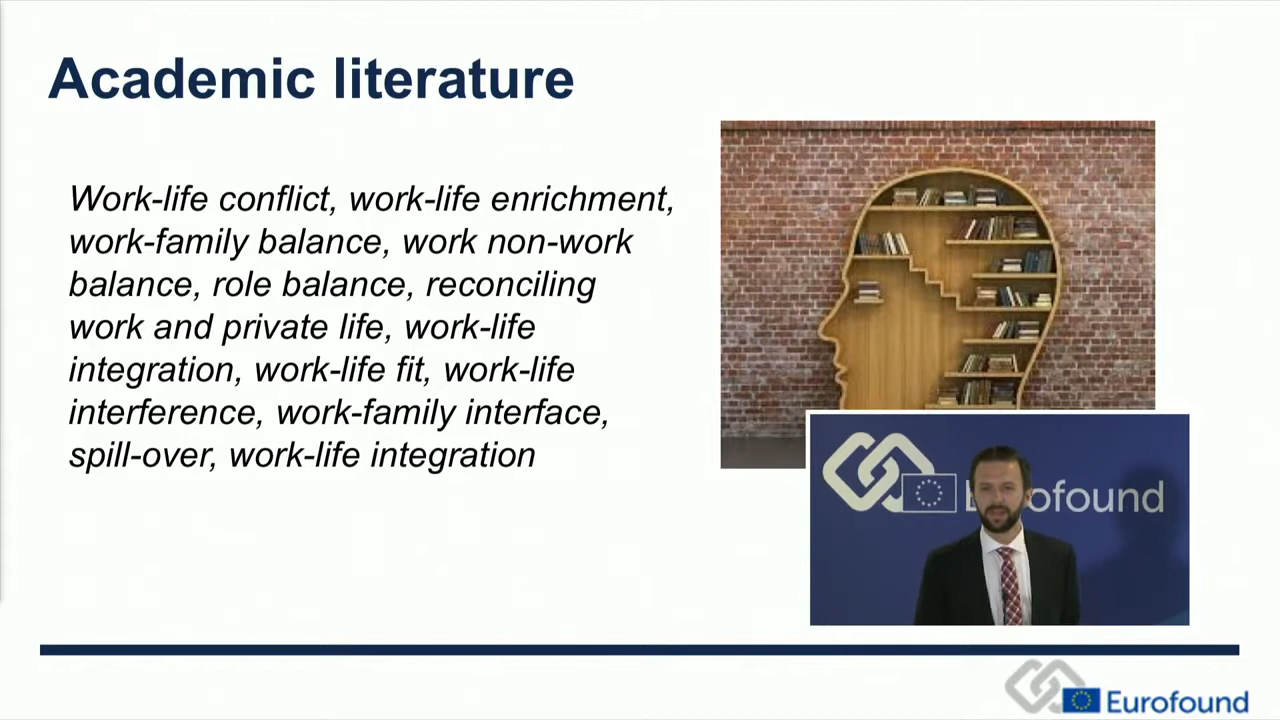 Academic literature
Work-life conflict, work-life enrichment,
work-family balance, work non-work
balance, role balance, reconciling
work and private life, work-life
integration, work-life fit, work-life
interference, work-family interface,
spill-over, work-life integration
Eurofound
Eurofound